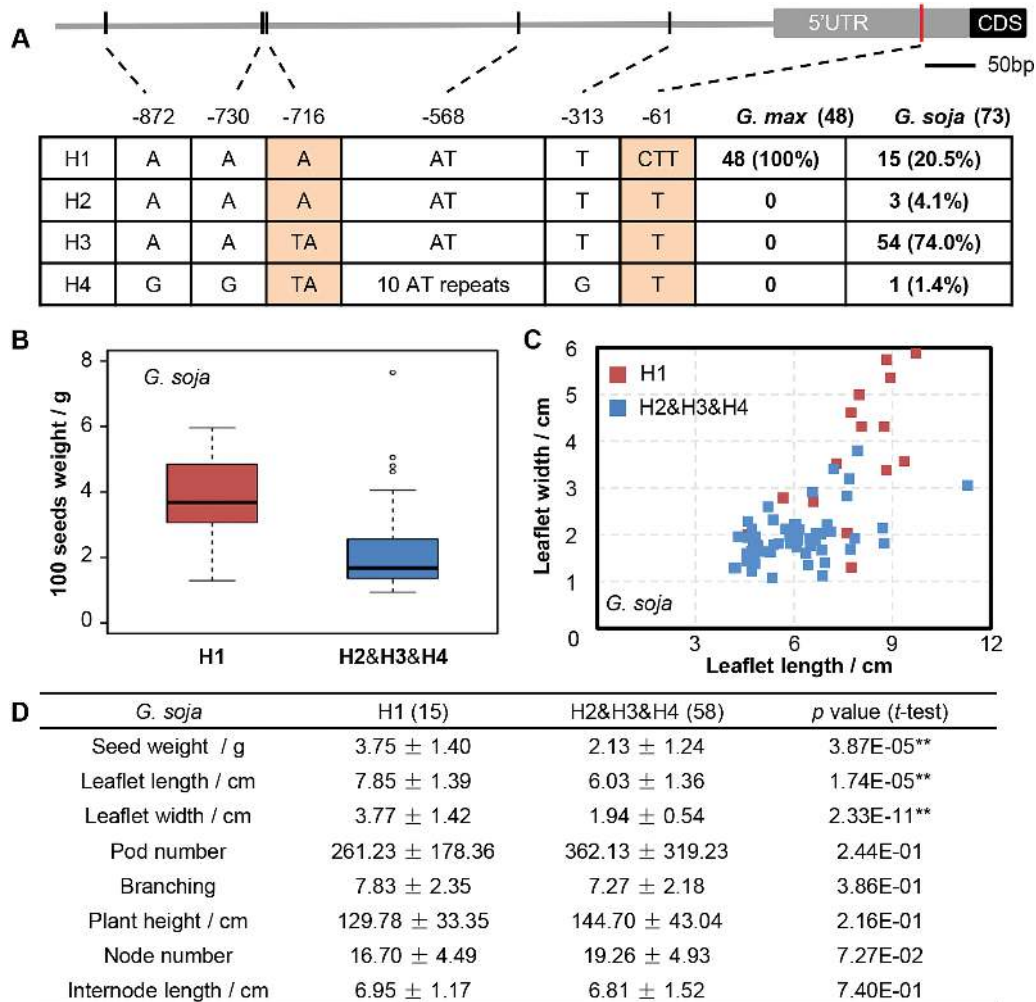 A
5'UTR
CDS
50bp
-872 -730 -716 -568 -313 -61 G. max (48) G. soja (73)
H1 A A A AT T CTT 48 (100%) 15 (20.5%)
H2 A A A AT T T 0 3 (4.1%)
H3 A A TA AT T T 0 54 (74.0%)
H4 G G TA 10 AT repeats G T 0 1 (1.4%)
B
G. soja
100 seeds weight / g
8
6
4
2
0
H1 H2&H3&H4
C
H1
H2&H3&H4
Leaflet width / cm
6
5
4
3
2
1
0
G. soja
3 6 9 12
Leaflet length / cm
D G. soja H1 (15) H2&H3&H4 (58) p value (t-test)
Seed weight / g 3.75 ± 1.40 2.13 ± 1.24 3.87E-05**
Leaflet length / cm 7.85 ± 1.39 6.03 ± 1.36 1.74E-05**
Leaflet width / cm 3.77 ± 1.42 1.94 ± 0.54 2.33E-11**
Pod number 261.23 ± 178.36 362.13 ± 319.23 2.44E-01
Branching 7.83 ± 2.35 7.27 ± 2.18 3.86E-01
Plant height / cm 129.78 ± 33.35 144.70 ± 43.04 2.16E-01
Node number 16.70 ± 4.49 19.26 ± 4.93 7.27E-02
Internode length / cm 6.95 ± 1.17 6.81 ± 1.52 7.40E-01